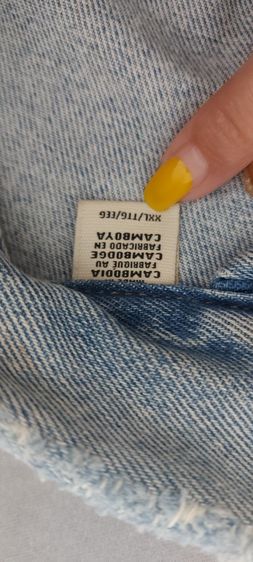 CAMBODIA
FABRIQUE AU
CAMBODGE
FABRICADO EN
CAMBOYA
XXL/TTG/EEG